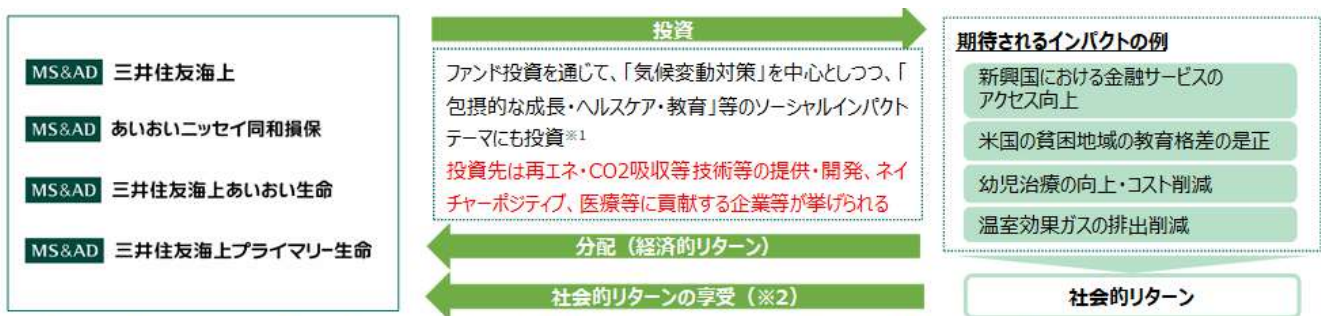 MS&AD 三井住友海上
MS&AD あいおいニッセイ同和損保
MS&AD 三井住友海上あいおい生命
MS&AD 三井住友海上プライマリー生命
投資
ファンド投資を通じて、「気候変動対策」を中心としつつ、「
包摂的な成長・ヘルスケア・教育」等のソーシャルインパクト
テーマにも投資※1
投資先は再エネ・CO2吸収等技術等の提供・開発、ネイ
チャーポジティブ、医療等に貢献する企業等が挙げられる
分配（経済的リターン）
社会的リターンの享受（※2）
期待されるインパクトの例
新興国における金融サービスの
アクセス向上
米国の貧困地域の教育格差の是正
幼児治療の向上・コスト削減
温室効果ガスの排出削減
社会的リターン